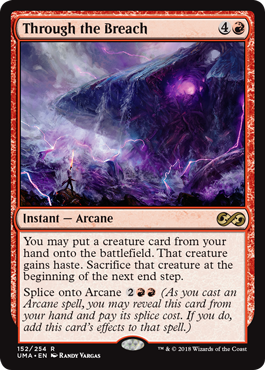 Through the Breach 4
Instant — Arcane
You may put a creature card from your
hand onto the battlefield. That creature
gains haste. Sacrifice that creature at the
beginning of the next end step.
Splice onto Arcane 2 (As you cast an
Arcane spell, you may reveal this card from
your hand and pay its splice cost. If you do,
add this card's effects to that spell.)
152/254 R
UMA • EN Randy Vargas ™ & © 2018 Wizards of the Coast